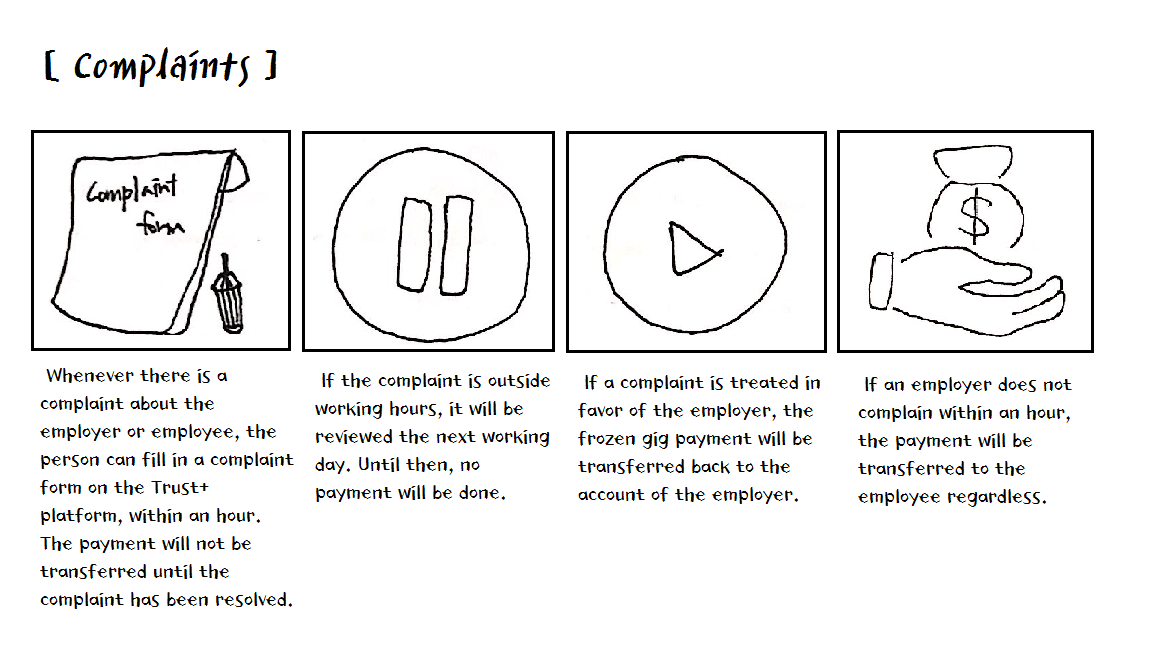 [ Complaints ]
Complaint
form
$
Whenever there is a
complaint about the
employer or employee, the
person can fill in a complaint
form on the Trust+
platform, within an hour.
The payment will not be
transferred until the
complaint has been resolved.
If the complaint is outside
working hours, it will be
reviewed the next working
day. Until then, no
payment will be done.
If a complaint is treated in
favor of the employer, the
frozen gig payment will be
transferred back to the
account of the employer.
If an employer does not
complain within an hour,
the payment will be
transferred to the
employee regardless.